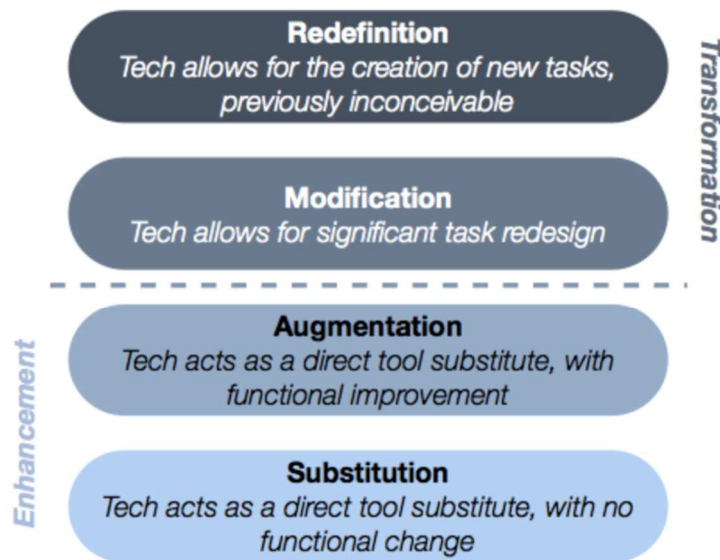 Redefinition
Tech allows for the creation of new tasks,
previously inconceivable
Transformation
Modification
Tech allows for significant task redesign
Augmentation
Tech acts as a direct tool substitute, with
functional improvement
Enhancement
Substitution
Tech acts as a direct tool substitute, with no
functional change